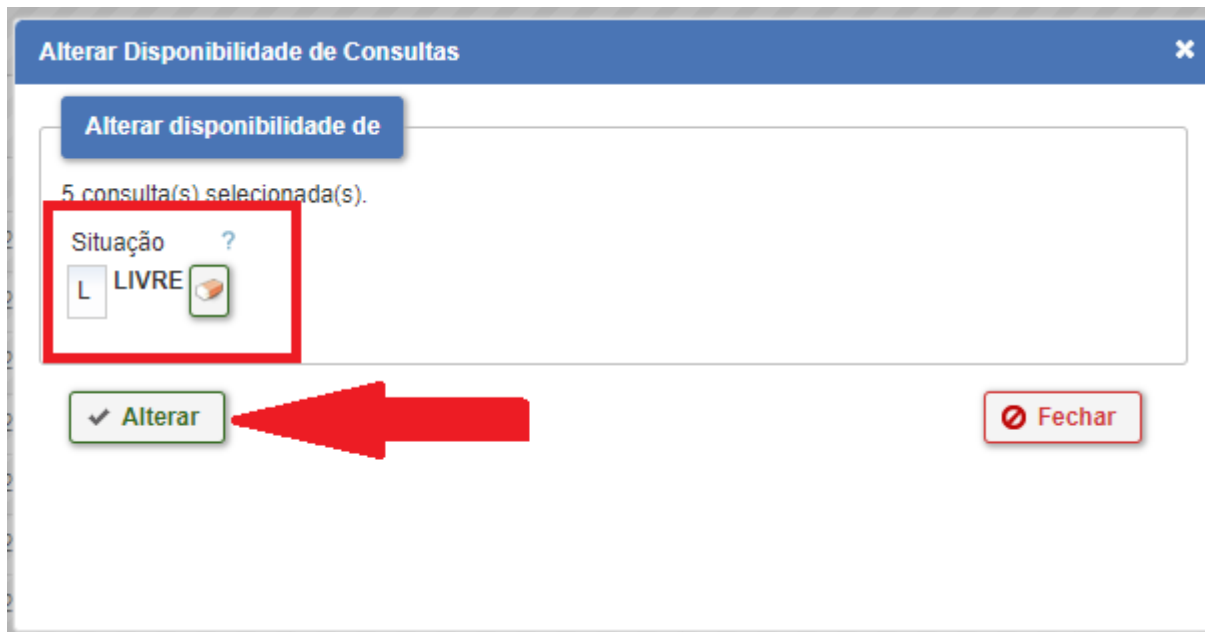 Alterar Disponibilidade de Consultas
Alterar disponibilidade de
5 consulta(s) selecionada(s).
Situação ?
L LIVRE
Alterar
Fechar